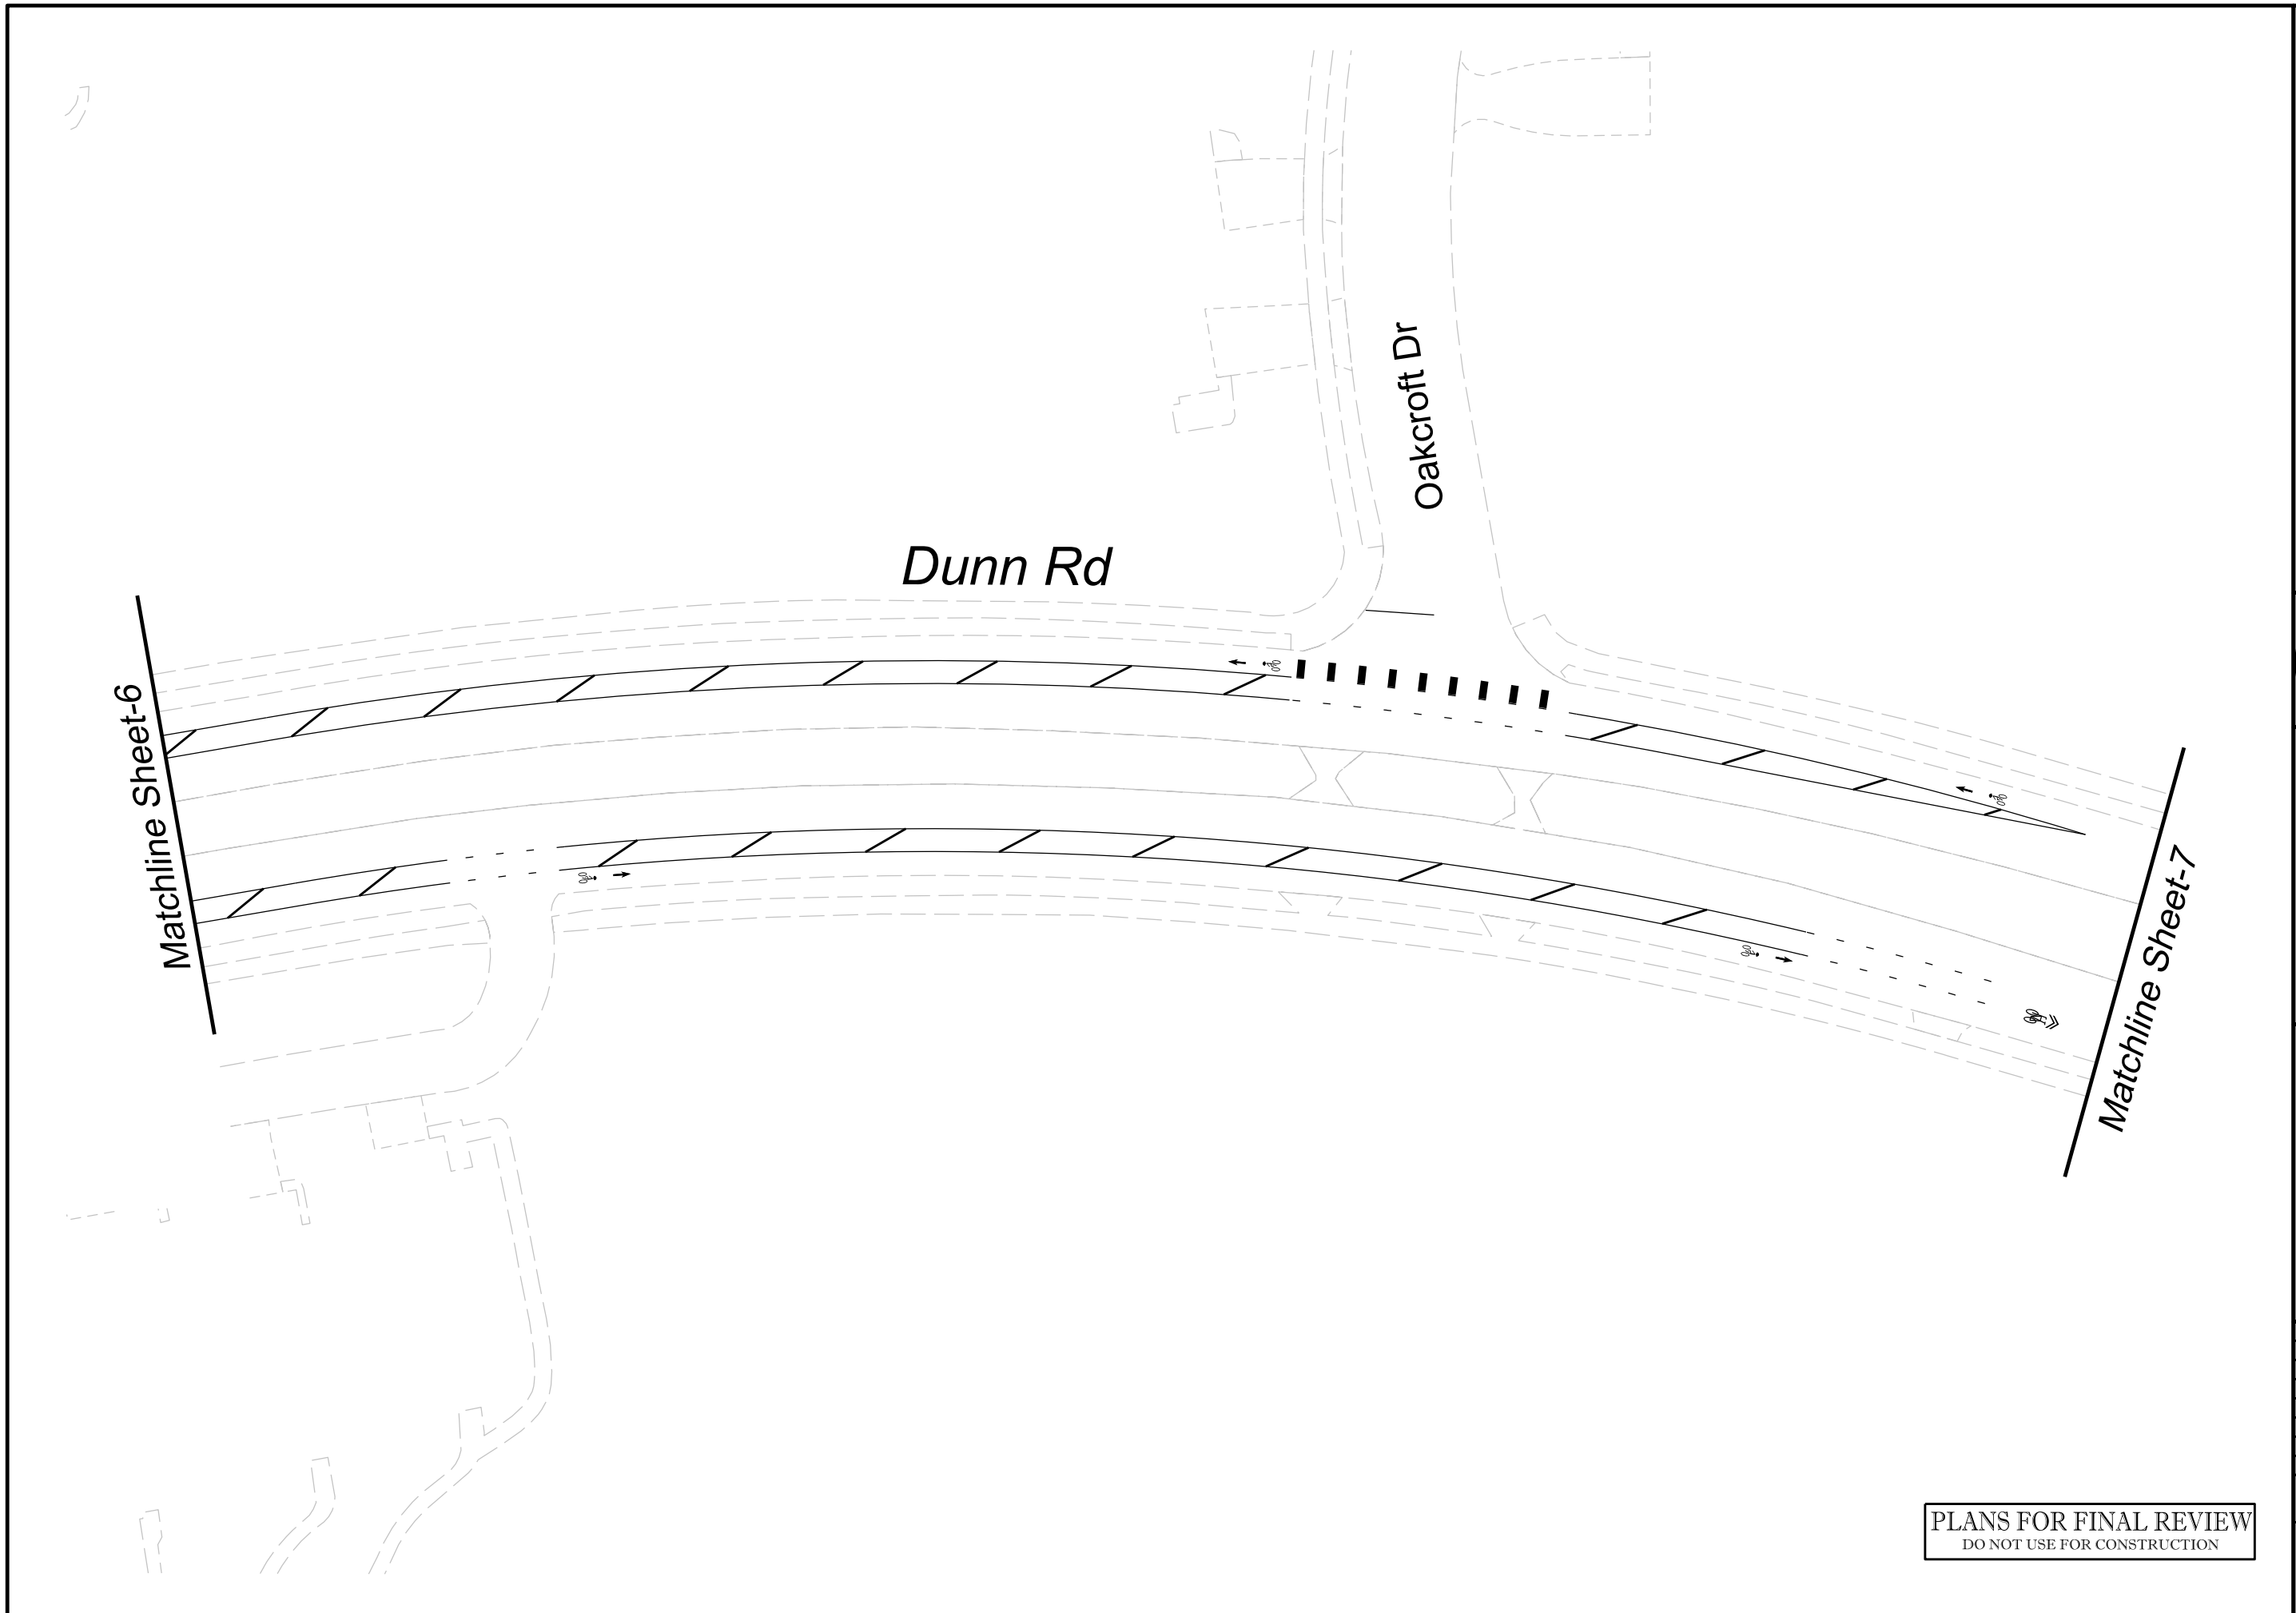 Oakcroft Dr
Dunn Rd
Matchline Sheet-6
Matchline Sheet-7
PLANS FOR FINAL REVIEW
DO NOT USE FOR CONSTRUCTION